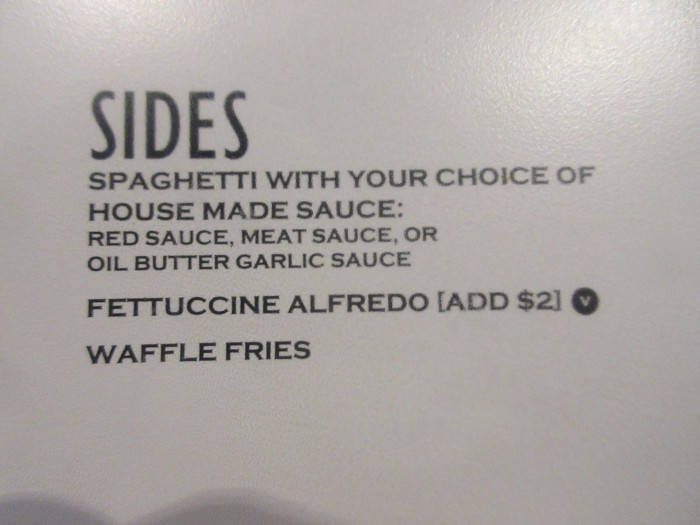 SIDES
SPAGHETTI WITH YOUR CHOICE OF
HOUSE MADE SAUCE:
RED SAUCE, MEAT SAUCE, OR
OIL BUTTER GARLIC SAUCE
FETTUCCINE ALFREDO [ADD $2] V
WAFFLE FRIES